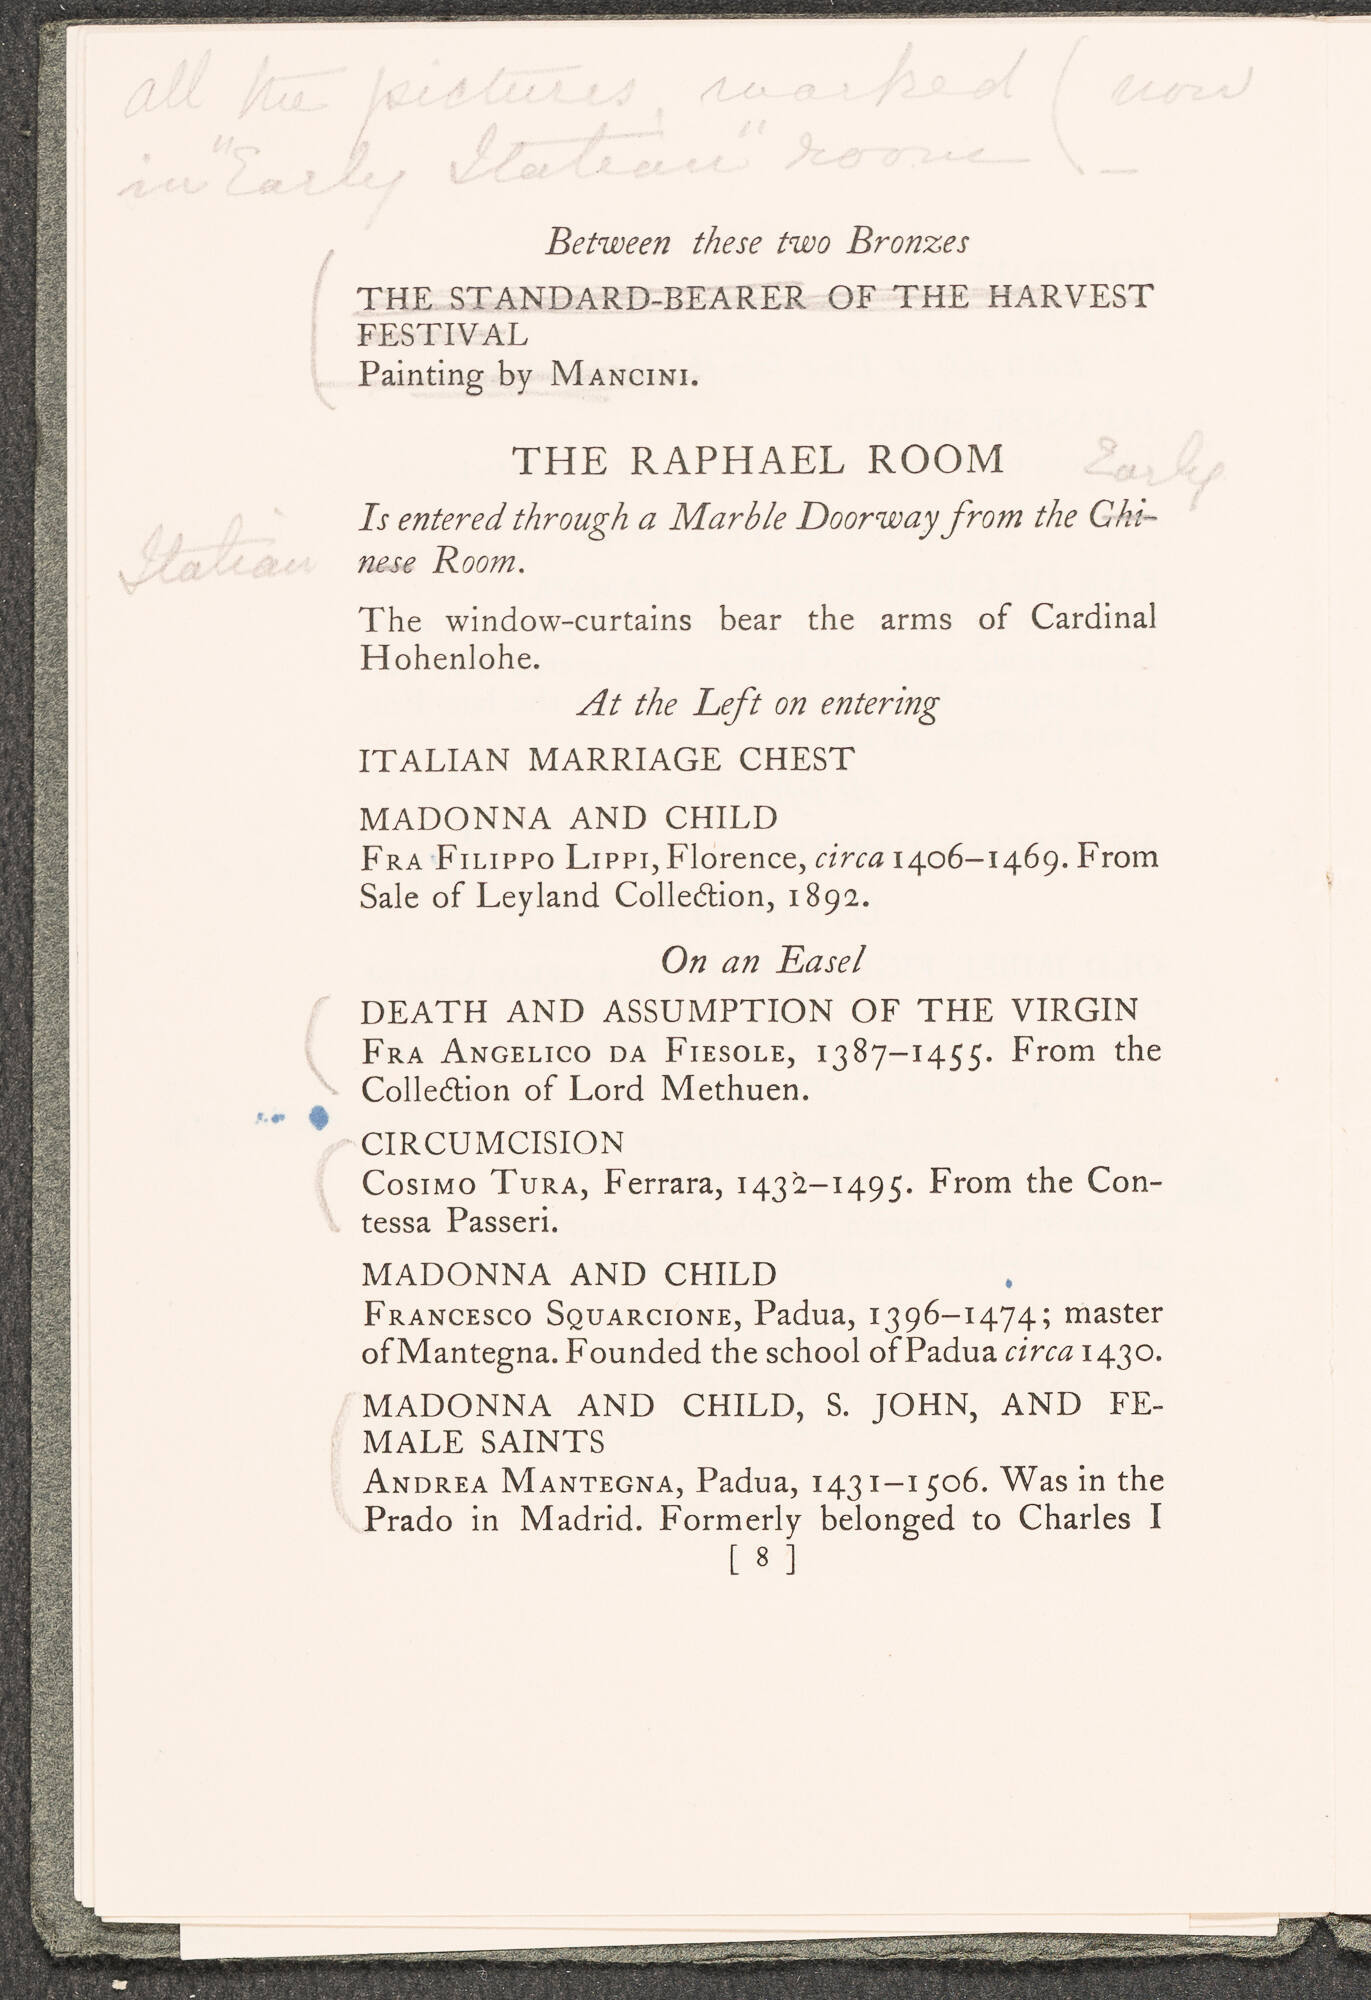 all the pictures, marked ( now
in "Early Italian" room (—
Between these two Bronzes
THE STANDARD-BEARER OF THE HARVEST
FESTIVAL
Painting by MANCINI.
THE RAPHAEL ROOM
Early
Is entered through a Marble Doorway from the Chi-
Italian
nese Room.
The window-curtains bear the arms of Cardinal
Hohenlohe.
At the Left on entering
ITALIAN MARRIAGE CHEST
MADONNA AND CHILD
FRA FILIPPO LIPPI, Florence, circa 1406–1469. From
Sale of Leyland Collection, 1892.
On an Easel
DEATH AND ASSUMPTION OF THE VIRGIN
FRA ANGELICO DA FIESOLE, 1387–1455. From the
Collection of Lord Methuen.
CIRCUMCISION
COSIMO TURA, Ferrara, 1432–1495. From the Con-
tessa Passeri.
MADONNA AND CHILD
FRANCESCO SQUARCIONE, Padua, 1396–1474; master
of Mantegna. Founded the school of Padua circa 1430.
MADONNA AND CHILD, S. JOHN, AND FE-
MALE SAINTS
ANDREA MANTEGNA, Padua, 1431–1506. Was in the
Prado in Madrid. Formerly belonged to Charles I
[ 8 ]